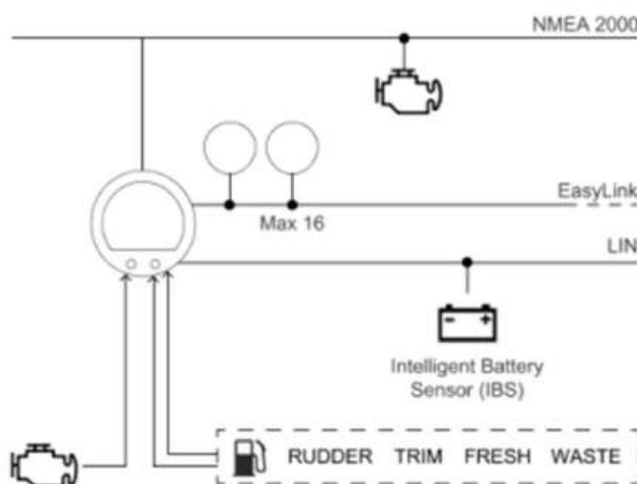 NMEA 2000
EasyLink
Max 16
LIN
- +
Intelligent Battery
Sensor (IBS)
RUDDER TRIM FRESH WASTE